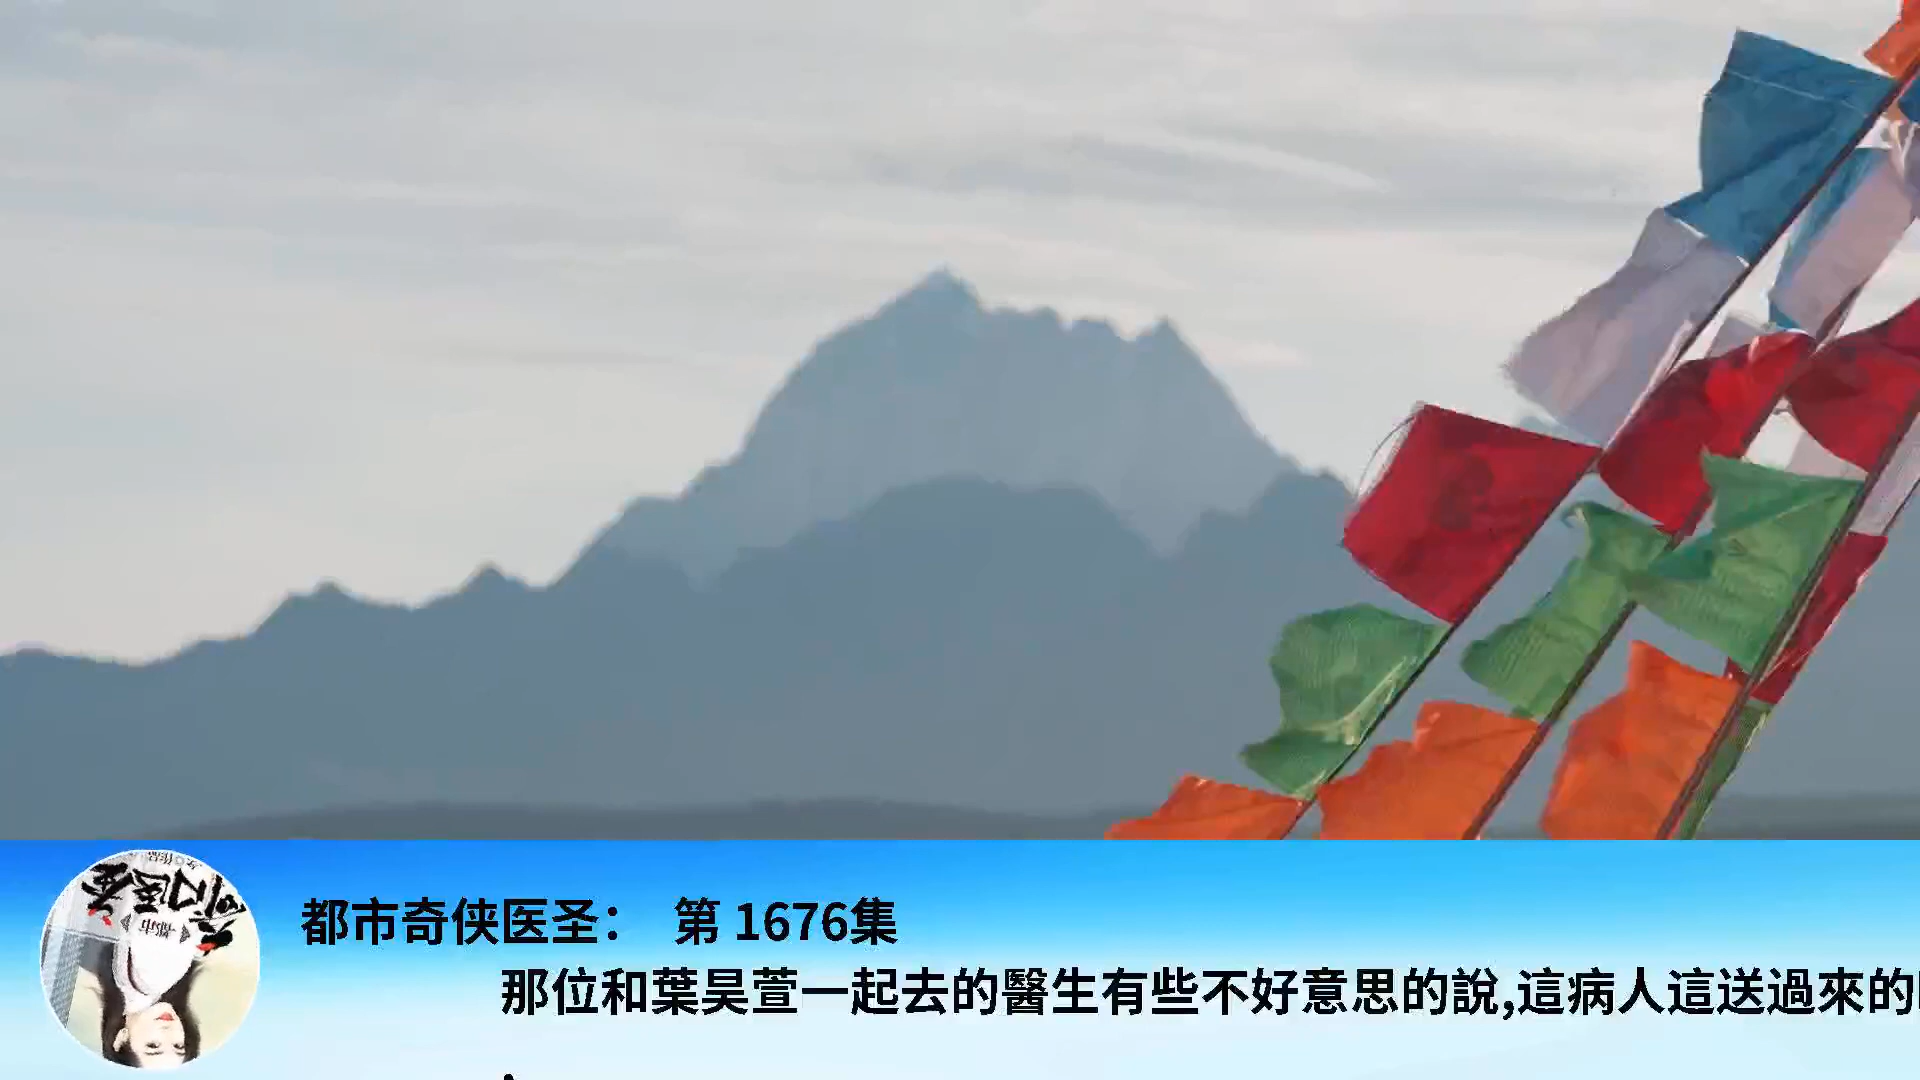 都市奇侠医圣： 第 1676集
那位和葉昊萱一起去的醫生有些不好意思的說,這病人這送過來的
都市